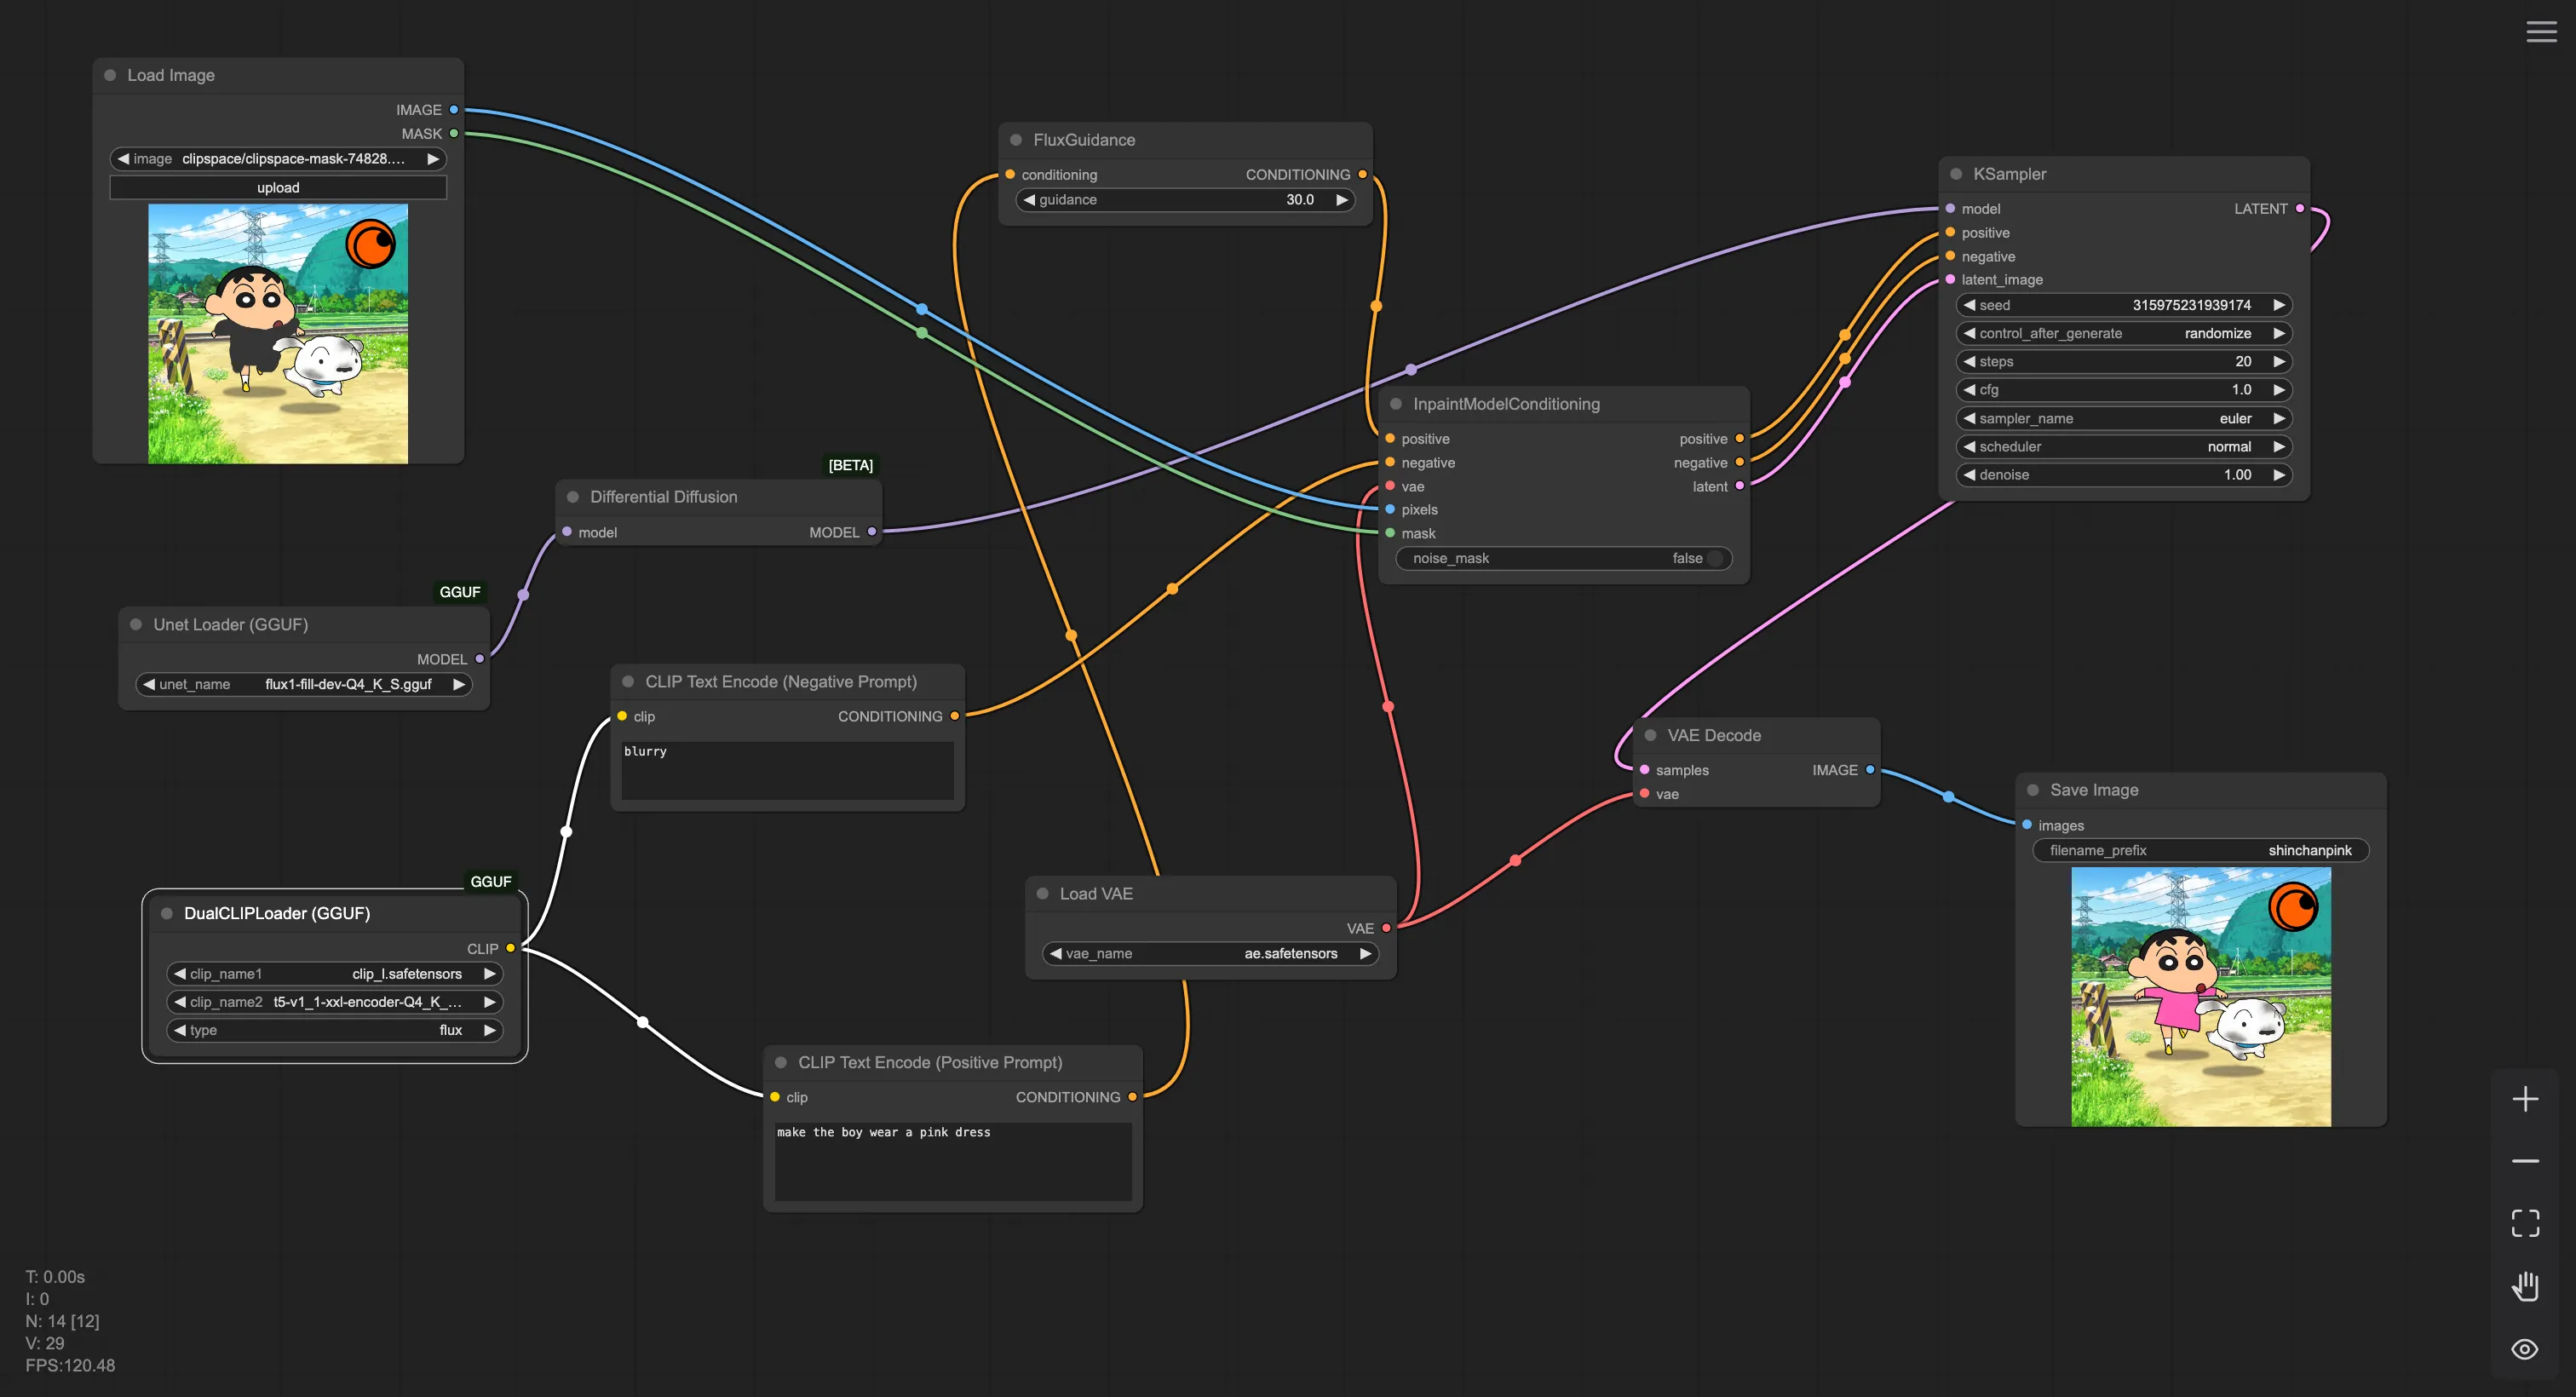 Load Image
IMAGE
MASK
image clipspace/clipspace-mask-74828....
upload
FluxGuidance
conditioning CONDITIONING
guidance 30.0
KSampler
model LATENT
positive
negative
latent_image
seed 315975231939174
control_after_generate randomize
steps 20
cfg 1.0
sampler_name euler
scheduler normal
denoise 1.00
InpaintModelConditioning
positive positive
negative negative
vae latent
pixels
mask
noise_mask false
[BETA]
Differential Diffusion
model MODEL
GGUF
Unet Loader (GGUF)
MODEL
unet_name flux1-fill-dev-Q4_K_S.gguf
CLIP Text Encode (Negative Prompt)
clip CONDITIONING
blurry
VAE Decode
samples IMAGE
vae
Save Image
images
filename_prefix shinchanpink
GGUF
DualCLIPLoader (GGUF)
CLIP
clip_name1 clip_l.safetensors
clip_name2 t5-v1_1-xxl-encoder-Q4_K_...
type flux
Load VAE
VAE
vae_name ae.safetensors
CLIP Text Encode (Positive Prompt)
clip CONDITIONING
make the boy wear a pink dress
T: 0.00s
I: 0
N: 14 [12]
V: 29
FPS:120.48